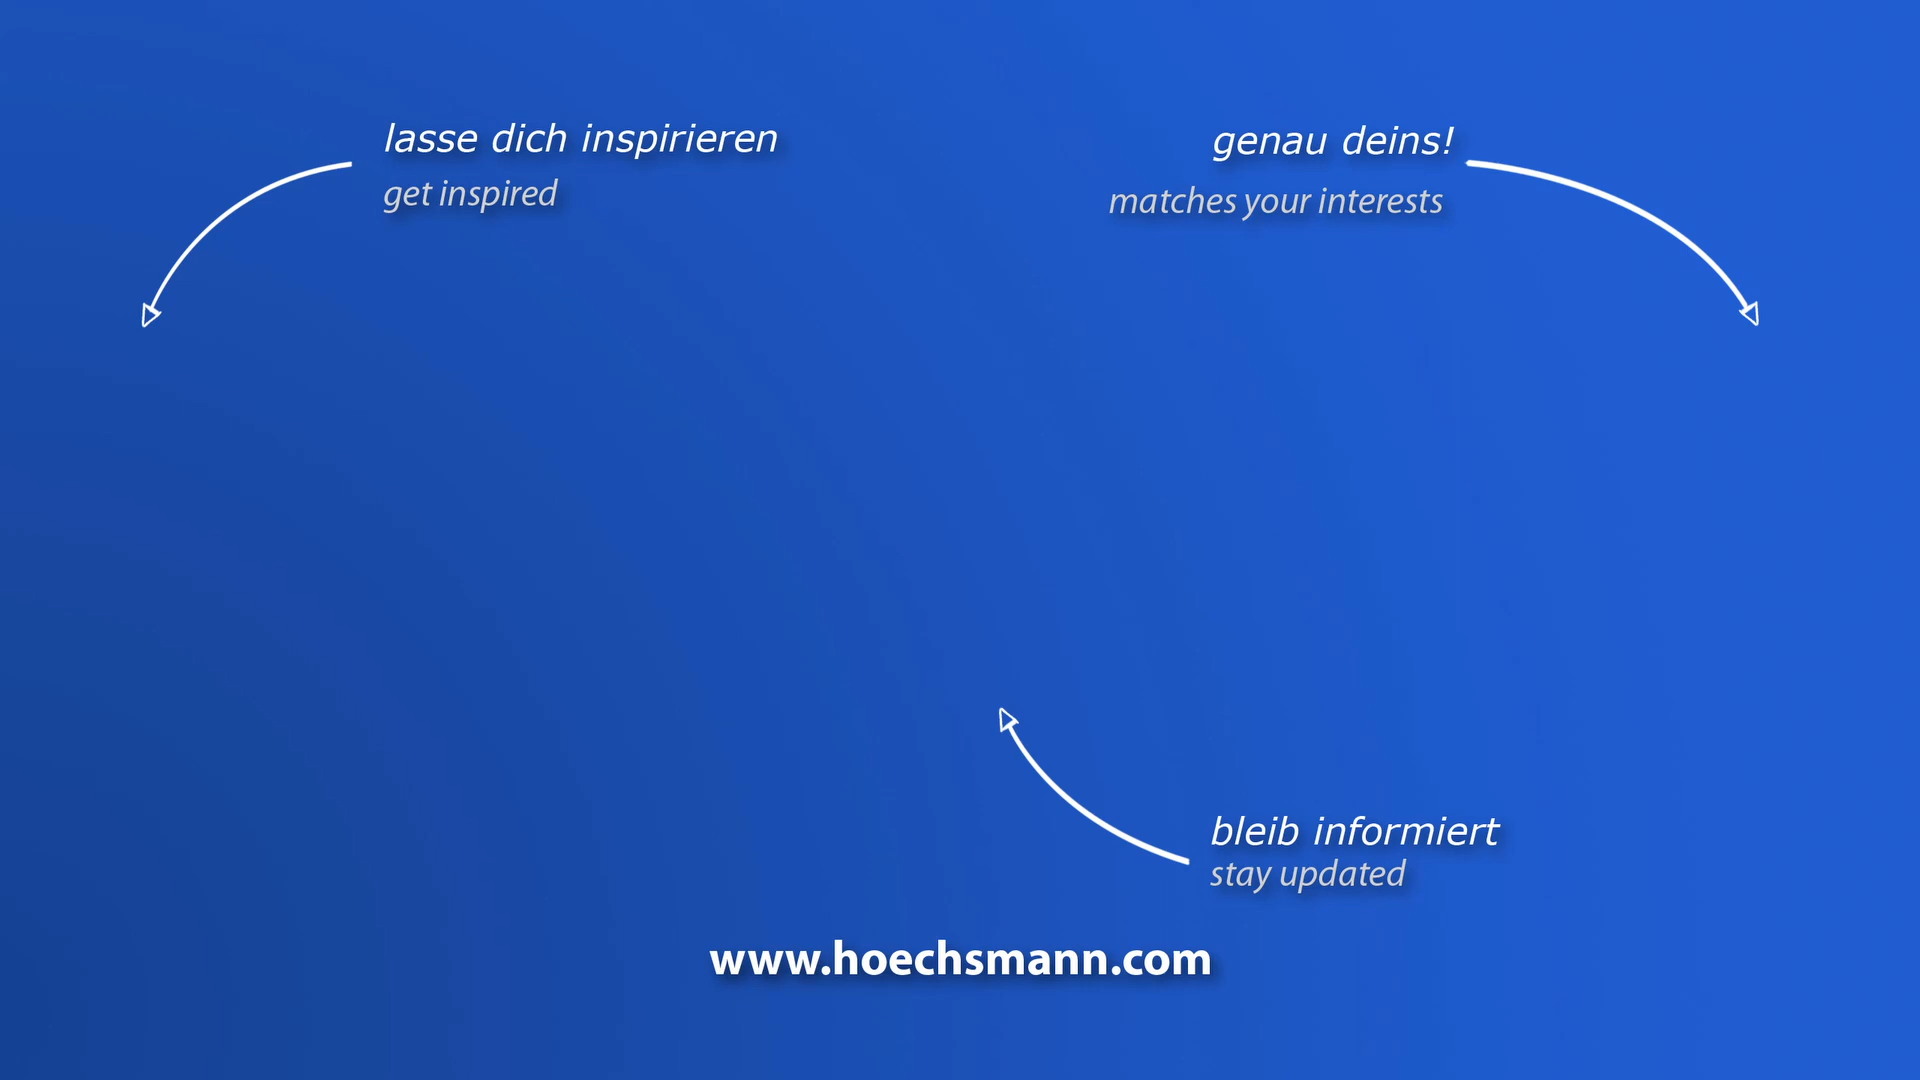 lasse dich inspirieren
get inspired
genau deins!
matches your interests
bleib informiert
stay updated
www.hoechsmann.com